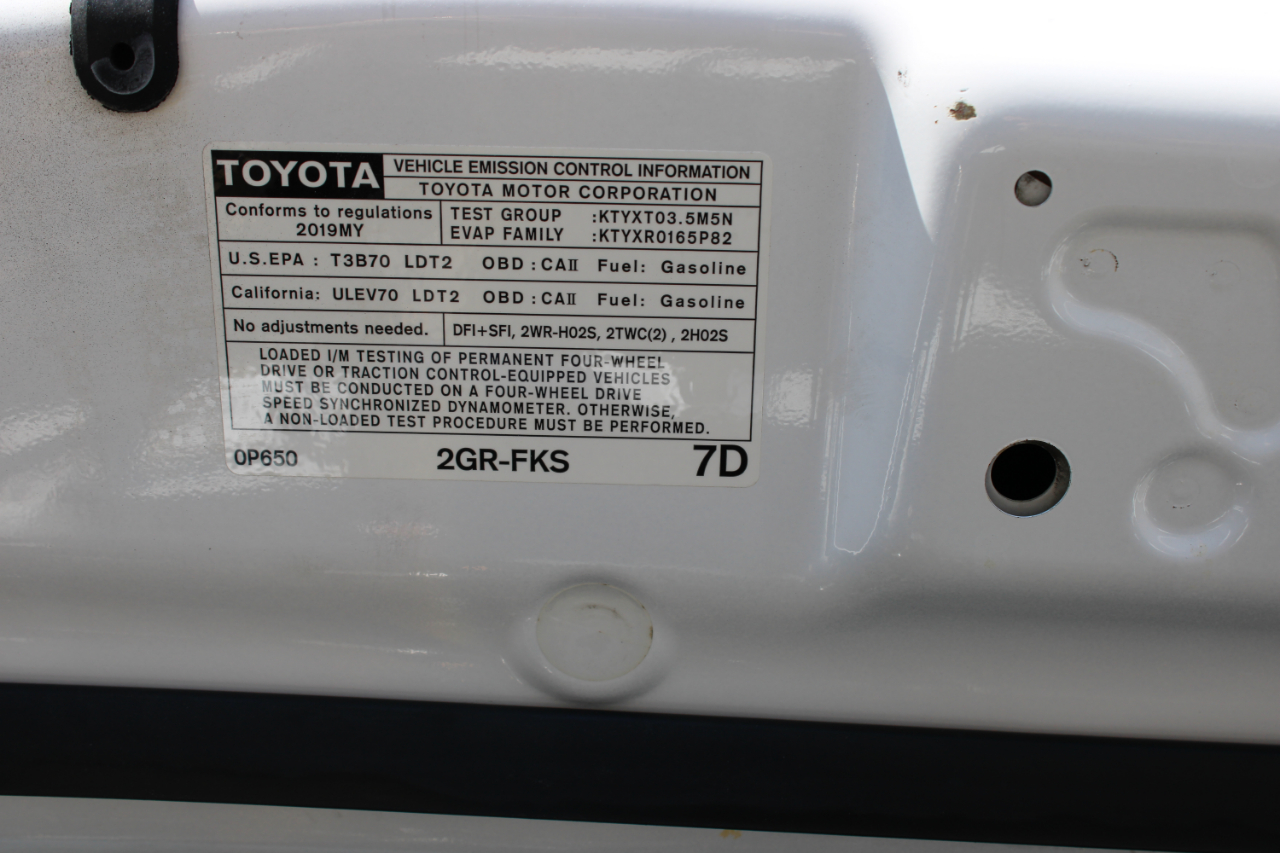 TOYOTA VEHICLE EMISSION CONTROL INFORMATION
TOYOTA MOTOR CORPORATION
Conforms to regulations
2019MY
TEST GROUP :KTYXT03.5M5N
EVAP FAMILY :KTYXR0165P82
U.S.EPA : T3B70 LDT2 OBD : CAII Fuel: Gasoline
California: ULEV70 LDT2 OBD : CAII Fuel: Gasoline
No adjustments needed. DFI+SFI, 2WR-HO2S, 2TWC(2) , 2HO2S
LOADED I/M TESTING OF PERMANENT FOUR-WHEEL
DRIVE OR TRACTION CONTROL-EQUIPPED VEHICLES
MUST BE CONDUCTED ON A FOUR-WHEEL DRIVE
SPEED SYNCHRONIZED DYNAMOMETER. OTHERWISE,
A NON-LOADED TEST PROCEDURE MUST BE PERFORMED.
0P650 2GR-FKS 7D